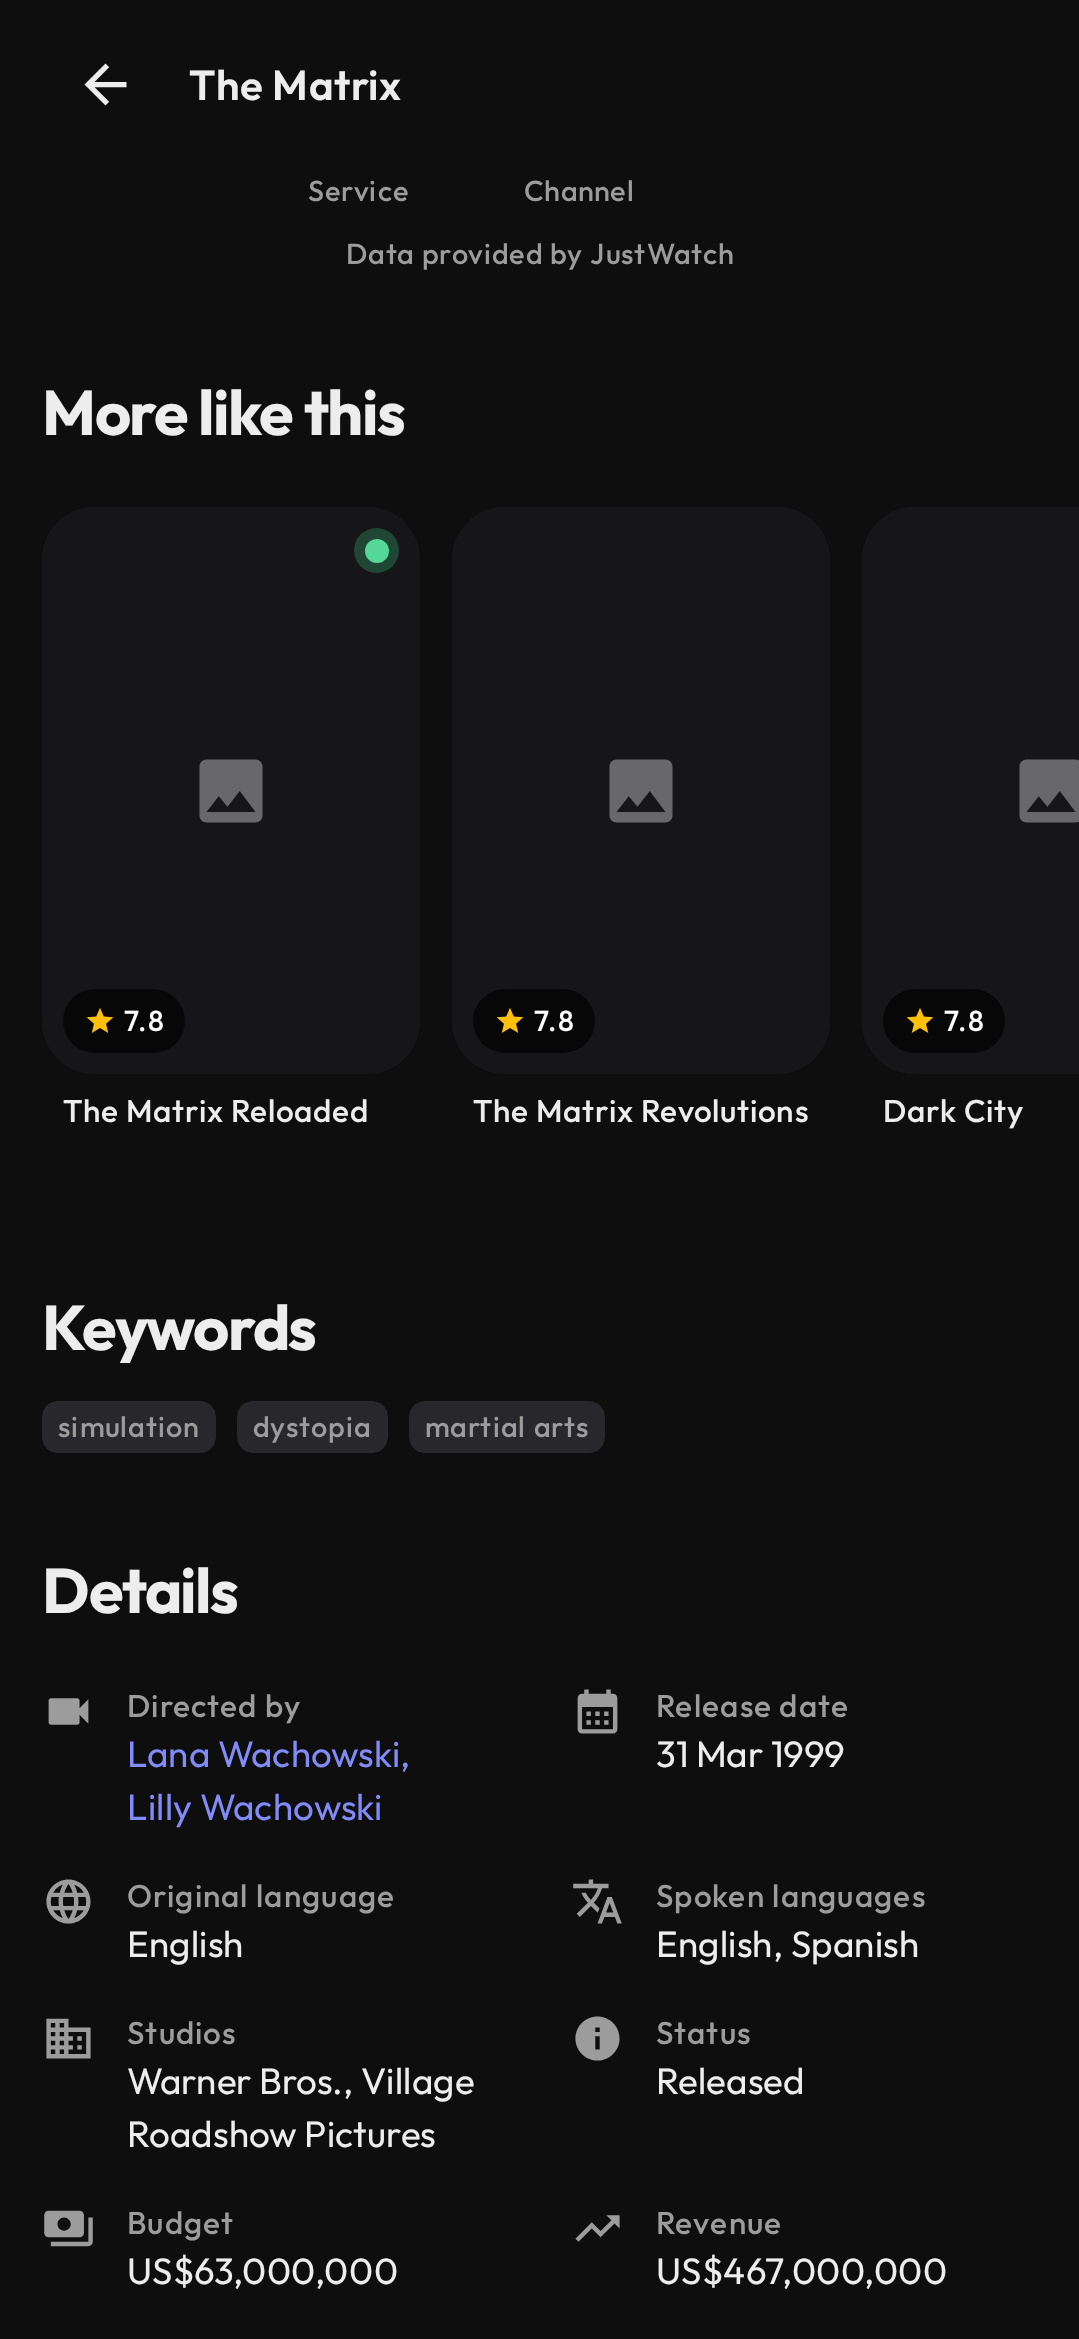 The Matrix
Service Channel
Data provided by JustWatch
More like this
7.8 7.8 7.8
The Matrix Reloaded The Matrix Revolutions Dark City
Keywords
simulation dystopia martial arts
Details
Directed by
Lana Wachowski,
Lilly Wachowski
Release date
31 Mar 1999
Original language
English
Spoken languages
English, Spanish
Studios
Warner Bros., Village
Roadshow Pictures
Status
Released
Budget
US$63,000,000
Revenue
US$467,000,000